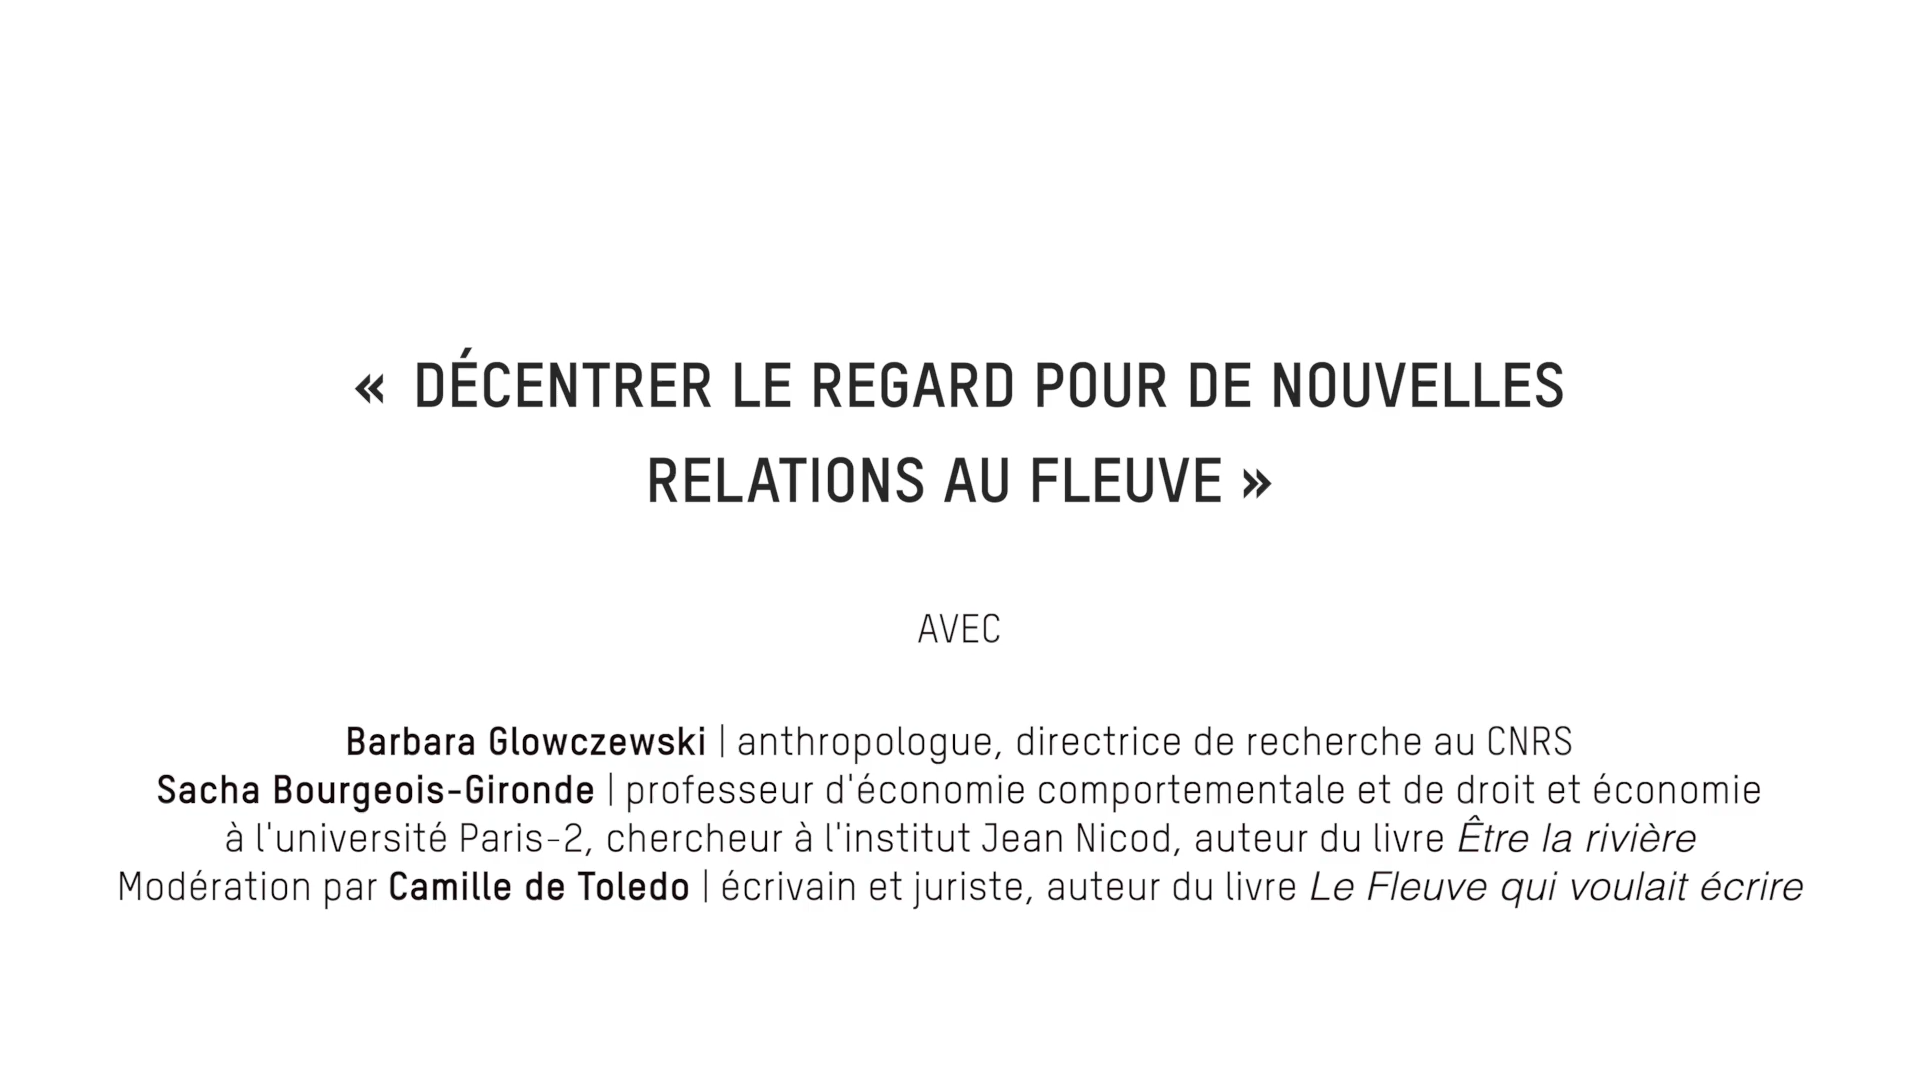 « DÉCENTRER LE REGARD POUR DE NOUVELLES
RELATIONS AU FLEUVE »
AVEC
Barbara Glowczewski | anthropologue, directrice de recherche au CNRS
Sacha Bourgeois-Gironde | professeur d'économie comportementale et de droit et économie
à l'université Paris-2, chercheur à l'institut Jean Nicod, auteur du livre Être la rivière
Modération par Camille de Toledo | écrivain et juriste, auteur du livre Le Fleuve qui voulait écrire